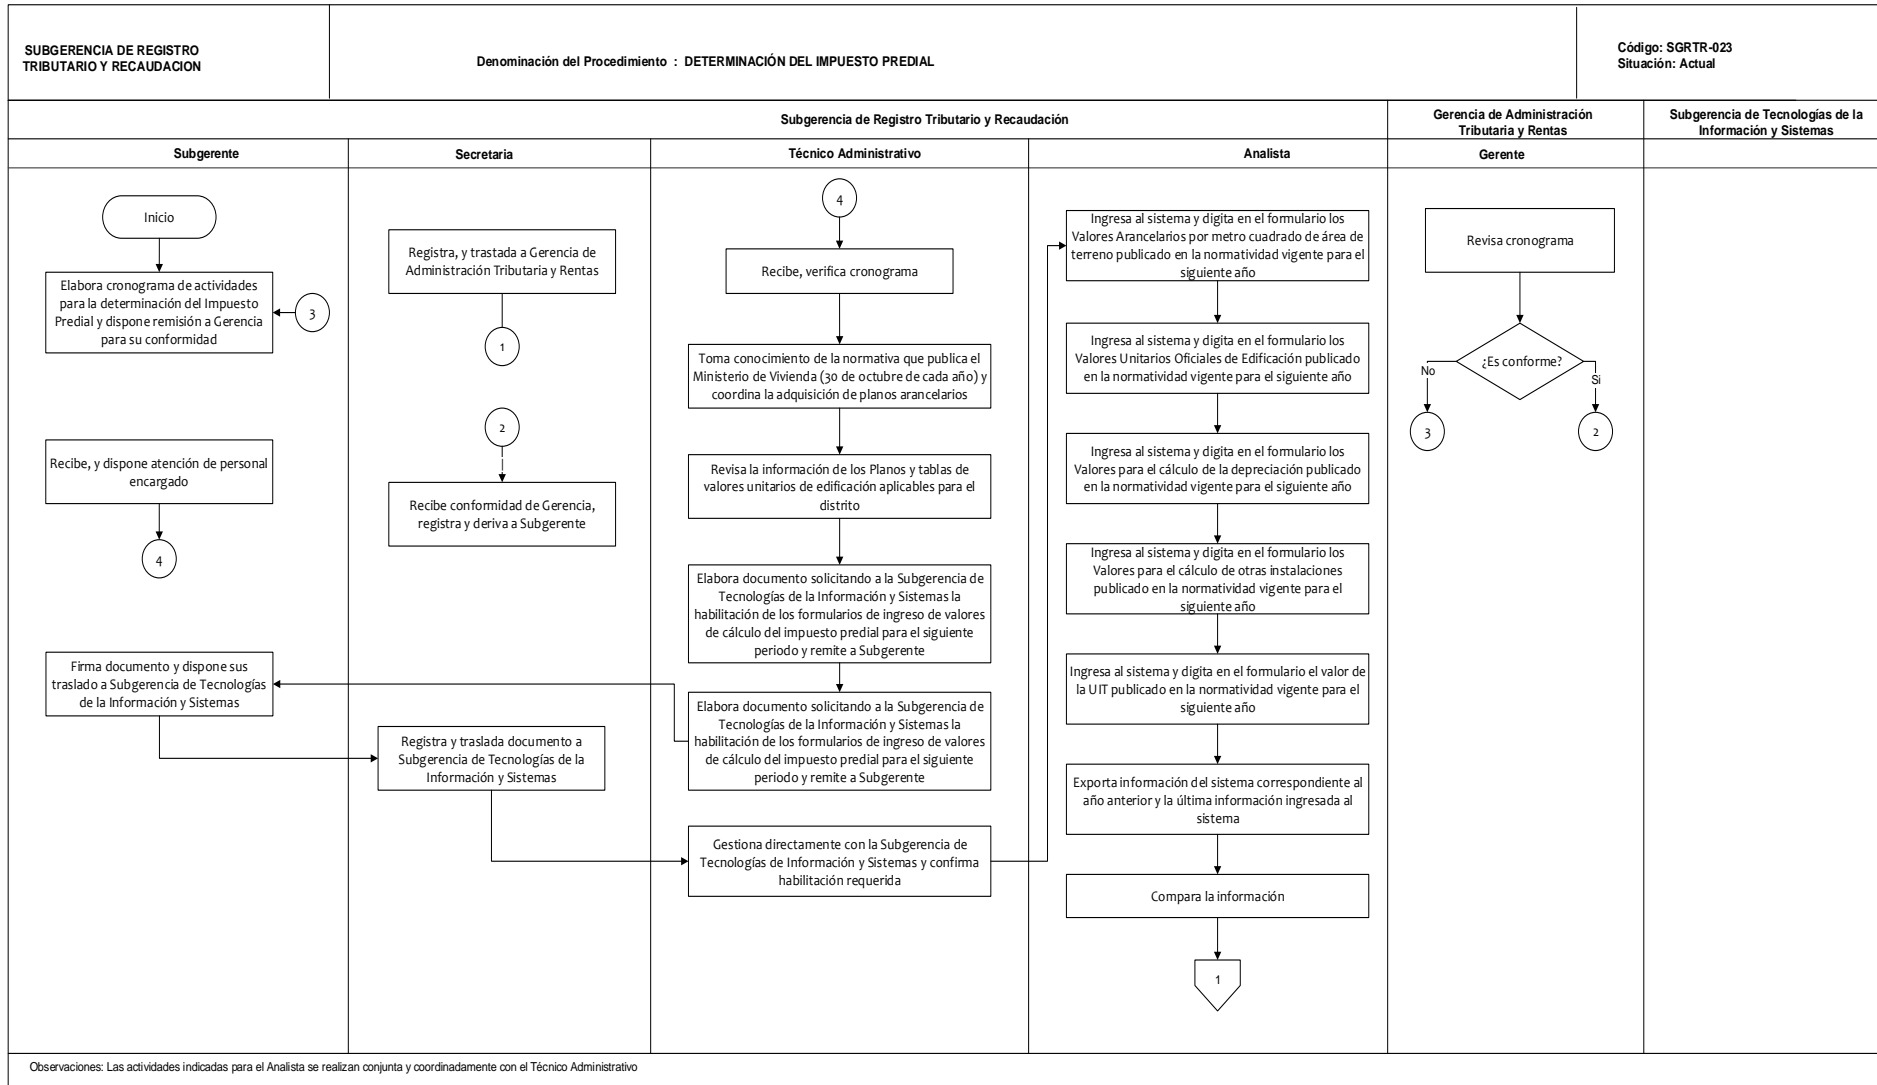 SUBGERENCIA DE REGISTRO
TRIBUTARIO Y RECAUDACION
Denominación del Procedimiento : DETERMINACIÓN DEL IMPUESTO PREDIAL
Código: SGRTR-023
Situación: Actual
Subgerencia de Registro Tributario y Recaudación
Gerencia de Administración
Tributaria y Rentas
Subgerencia de Tecnologías de la
Información y Sistemas
Subgerente
Secretaria
Técnico Administrativo
Analista
Gerente
Inicio
Elabora cronograma de actividades
para la determinación del Impuesto
Predial y dispone remisión a Gerencia
para su conformidad
3
Recibe, y dispone atención de personal
encargado
4
Firma documento y dispone sus
traslado a Subgerencia de Tecnologías
de la Información y Sistemas
Registra, y trastada a Gerencia de
Administración Tributaria y Rentas
1
2
Recibe conformidad de Gerencia,
registra y deriva a Subgerente
Registra y traslada documento a
Subgerencia de Tecnologías de la
Información y Sistemas
4
Recibe, verifica cronograma
Toma conocimiento de la normativa que publica el
Ministerio de Vivienda (30 de octubre de cada año) y
coordina la adquisición de planos arancelarios
Revisa la información de los Planos y tablas de
valores unitarios de edificación aplicables para el
distrito
Elabora documento solicitando a la Subgerencia de
Tecnologías de la Información y Sistemas la
habilitación de los formularios de ingreso de valores
de cálculo del impuesto predial para el siguiente
periodo y remite a Subgerente
Elabora documento solicitando a la Subgerencia de
Tecnologías de la Información y Sistemas la
habilitación de los formularios de ingreso de valores
de cálculo del impuesto predial para el siguiente
periodo y remite a Subgerente
Gestiona directamente con la Subgerencia de
Tecnologías de Información y Sistemas y confirma
habilitación requerida
Ingresa al sistema y digita en el formulario los
Valores Arancelarios por metro cuadrado de área de
terreno publicado en la normatividad vigente para el
siguiente año
Ingresa al sistema y digita en el formulario los
Valores Unitarios Oficiales de Edificación publicado
en la normatividad vigente para el siguiente año
Ingresa al sistema y digita en el formulario los
Valores para el cálculo de la depreciación publicado
en la normatividad vigente para el siguiente año
Ingresa al sistema y digita en el formulario los
Valores para el cálculo de otras instalaciones
publicado en la normatividad vigente para el
siguiente año
Ingresa al sistema y digita en el formulario el valor de
la UIT publicado en la normatividad vigente para el
siguiente año
Exporta información del sistema correspondiente al
año anterior y la última información ingresada al
sistema
Compara la información
1
Revisa cronograma
¿Es conforme?
No
Si
3
2
Observaciones: Las actividades indicadas para el Analista se realizan conjunta y coordinadamente con el Técnico Administrativo